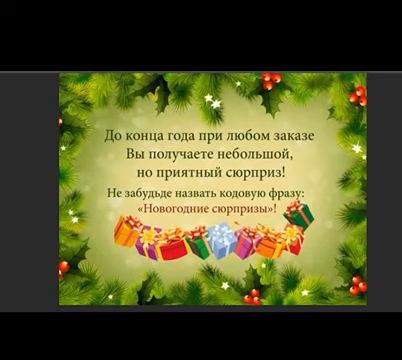 До конца года при любом заказе
Вы получаете небольшой,
но приятный сюрприз!
Не забудьде назвать кодовую фразу:
«Новогодние сюрпризы»!